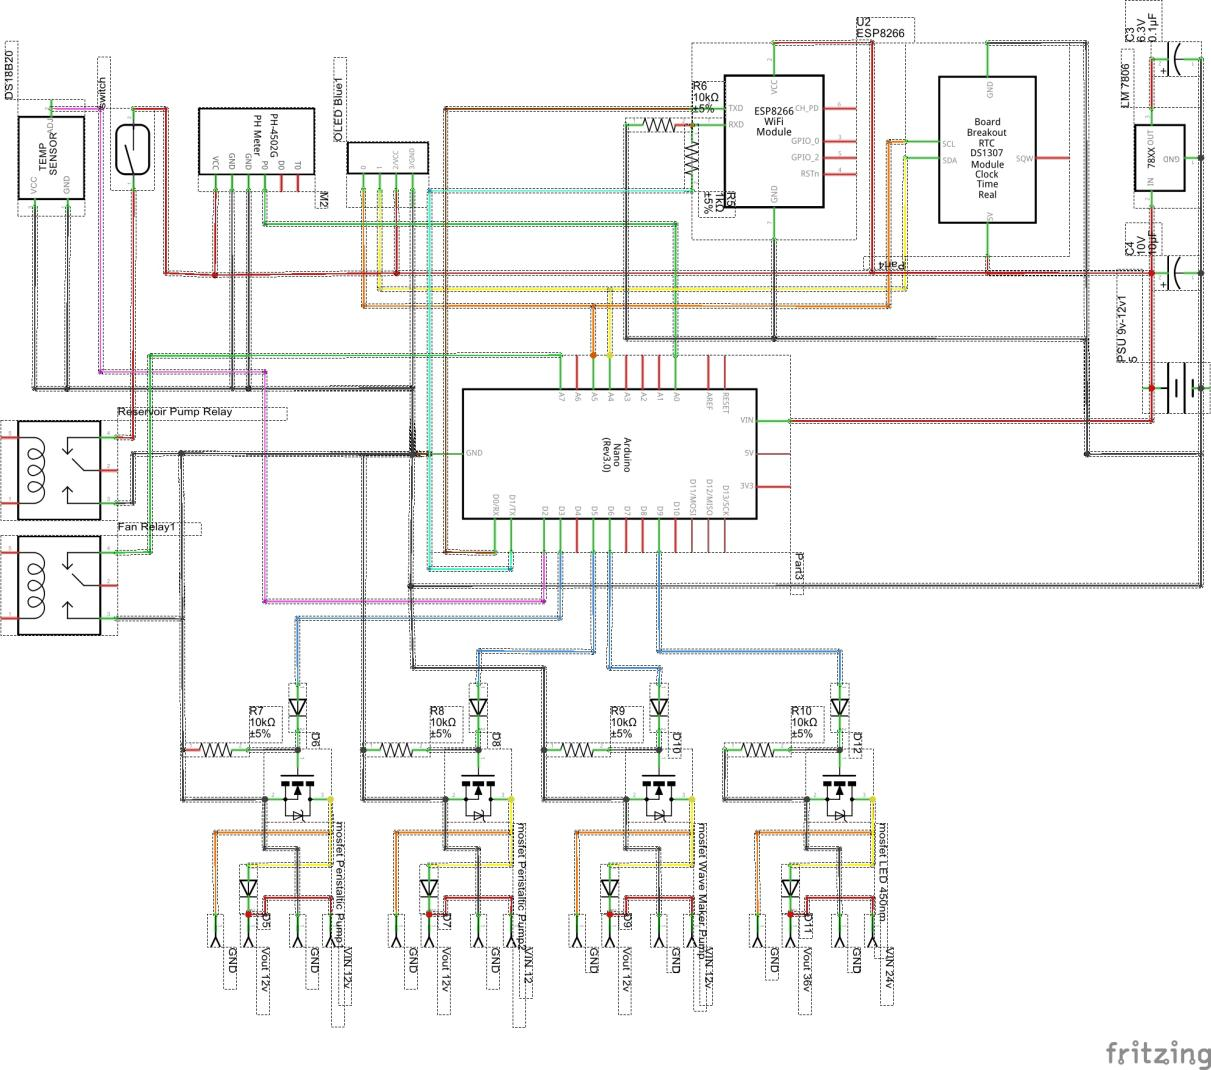 C3
6.3V
0.1µF
U2
ESP8266
DS18B20
switch
OLED Blue1
LM 7806
R6
10kΩ
±5%
TXD
RXD
VCC
ESP8266
WiFi
Module
CH_PD
GPIO_0
GPIO_2
RSTn
GND
GND
Board
Breakout
RTC
DS1307
Module
Clock
Time
Real
SCL
SDA
SQW
5V
OUT
78XX
GND
IN
ADJ
TEMP
SENSOR
VCC
GND
PH-4502G
PH Meter
VCC
GND
GND
P0
D0
T0
M2
0
1
2/VCC
3/GND
R5
1kΩ
±5%
C4
10V
10µF
Part4
PSU 9v-12v1
5
Reservoir Pump Relay
Fan Relay1
A7
A6
A5
A4
A3
A2
A1
A0
AREF
RESET
Arduino
Nano
(Rev3.0)
GND
VIN
5V
3V3
D0/RX
D1/TX
D2
D3
D4
D5
D6
D7
D8
D9
D10
D11/MOSI
D12/MISO
D13/SCK
Part3
R7
10kΩ
±5%
D6
R8
10kΩ
±5%
D8
R9
10kΩ
±5%
D10
R10
10kΩ
±5%
D12
mosfet Peristaltic Pump1
mosfet Peristaltic Pump2
mosfet Wave Maker Pump
mosfet LED 450nm
D5
D7
D9
D11
GND
Vout 12v
GND
VIN 12v
GND
Vout 12v
GND
VIN 12
GND
Vout 12v
GND
VIN 12v
GND
Vout 36v
GND
VIN 24v
fritzing